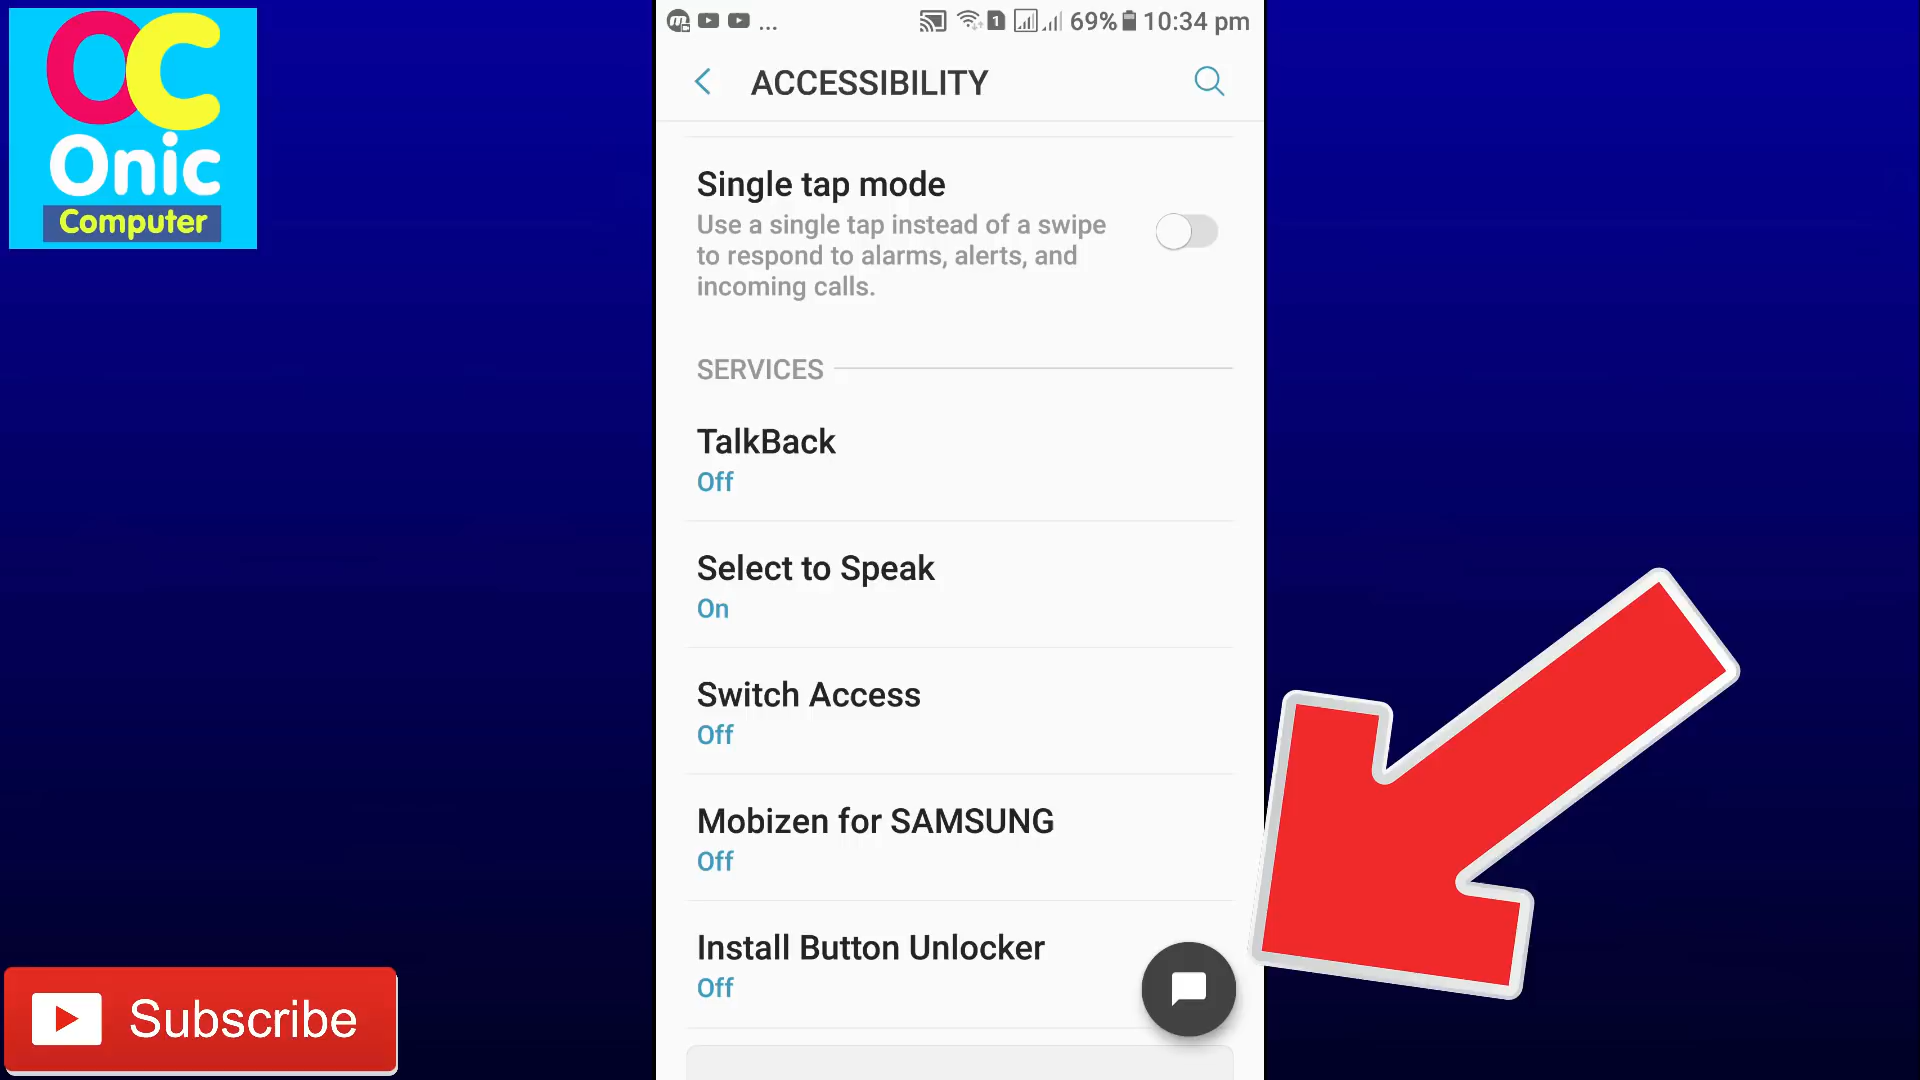 OC
Onic
Computer
... 1 69% 10:34 pm
ACCESSIBILITY
Single tap mode
Use a single tap instead of a swipe
to respond to alarms, alerts, and
incoming calls.
SERVICES
TalkBack
Off
Select to Speak
On
Switch Access
Off
Mobizen for SAMSUNG
Off
Install Button Unlocker
Off
Subscribe